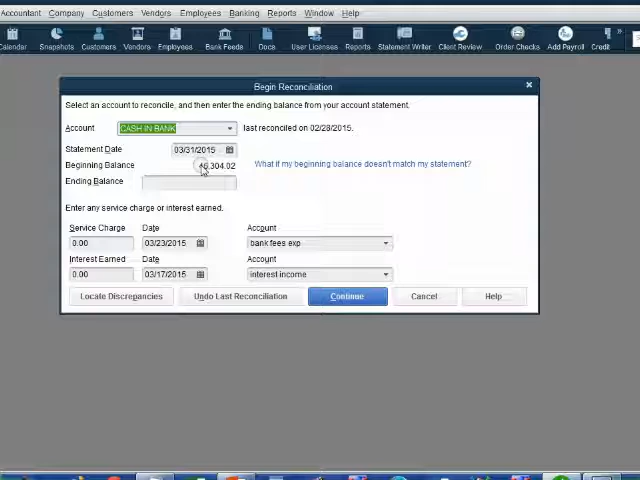 Accountant Company Customers Vendors Employees Banking Reports Window Help
Calendar Snapshots Customers Vendors Employees Bank Feeds Docs User Licenses Reports Statement Writer Client Review Order Checks Add Payroll Credit »
Begin Reconciliation
Select an account to reconcile, and then enter the ending balance from your account statement.
Account CASH IN BANK last reconciled on 02/28/2015.
Statement Date 03/31/2015
Beginning Balance 46,304.02 What if my beginning balance doesn't match my statement?
Ending Balance
Enter any service charge or interest earned.
Service Charge Date Account
0.00 03/23/2015 bank fees exp
Interest Earned Date Account
0.00 03/17/2015 interest income
Locate Discrepancies Undo Last Reconciliation Continue Cancel Help